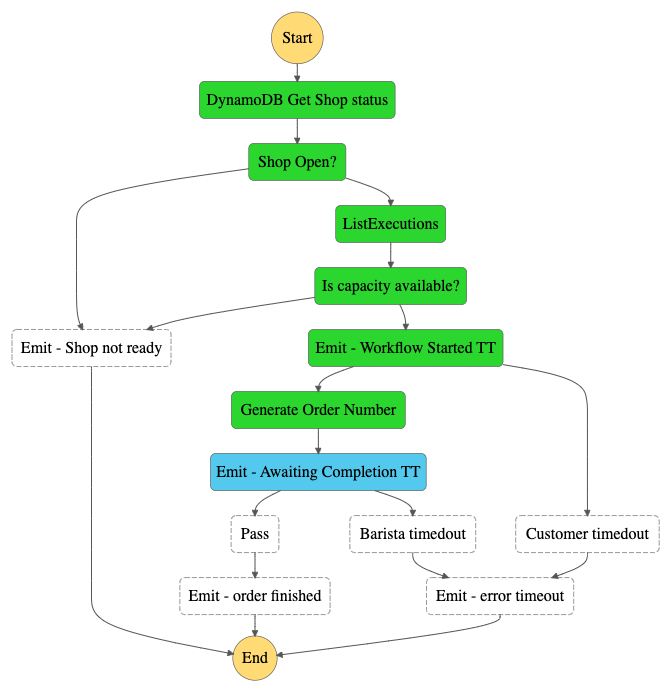 Start
DynamoDB Get Shop status
Shop Open?
ListExecutions
Is capacity available?
Emit - Shop not ready
Emit - Workflow Started TT
Generate Order Number
Emit - Awaiting Completion TT
Pass
Barista timedout
Customer timedout
Emit - order finished
Emit - error timeout
End